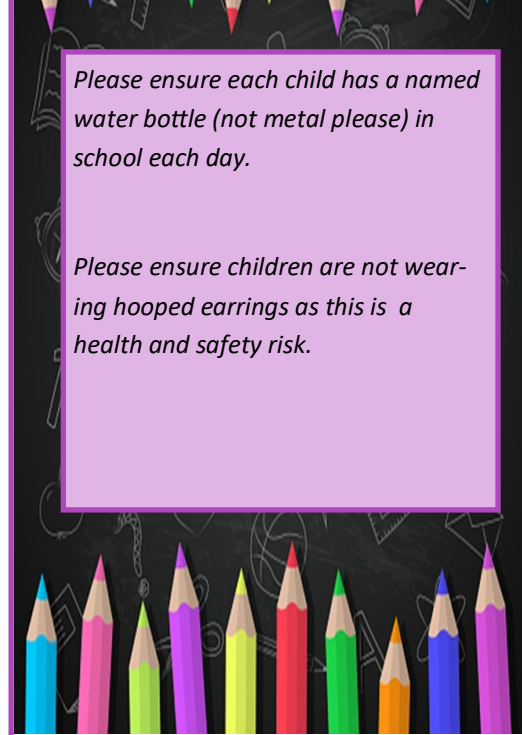 Please ensure each child has a named
water bottle (not metal please) in
school each day.
Please ensure children are not wear-
ing hooped earrings as this is  a
health and safety risk.